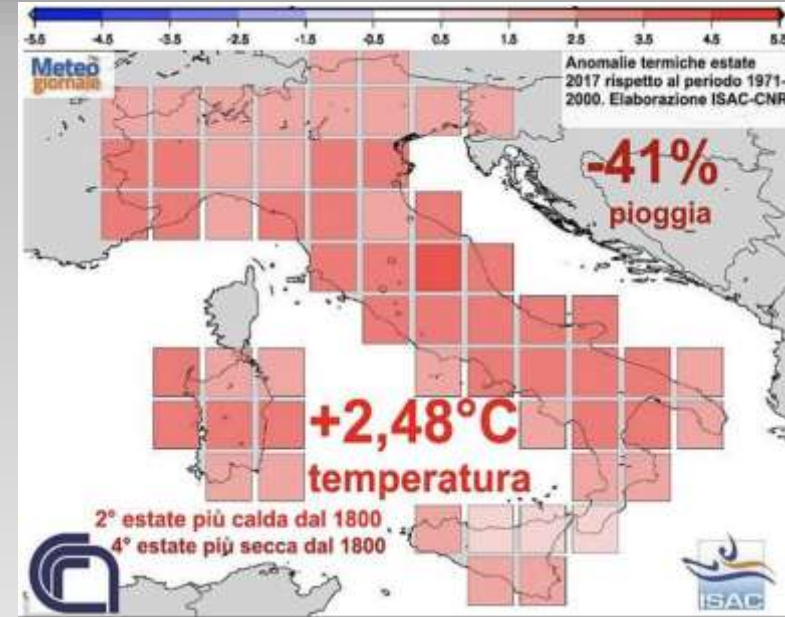 -5.5 -4.5 -3.5 -2.5 -1.5 -0.5 0.5 1.5 2.5 3.5 4.5 5.5
Meteo
giornale
Anomalie termiche estate
2017 rispetto al periodo 1971-
2000. Elaborazione ISAC-CNR
-41%
pioggia
+2,48°C
temperatura
2° estate più calda dal 1800
4° estate più secca dal 1800
ISAC